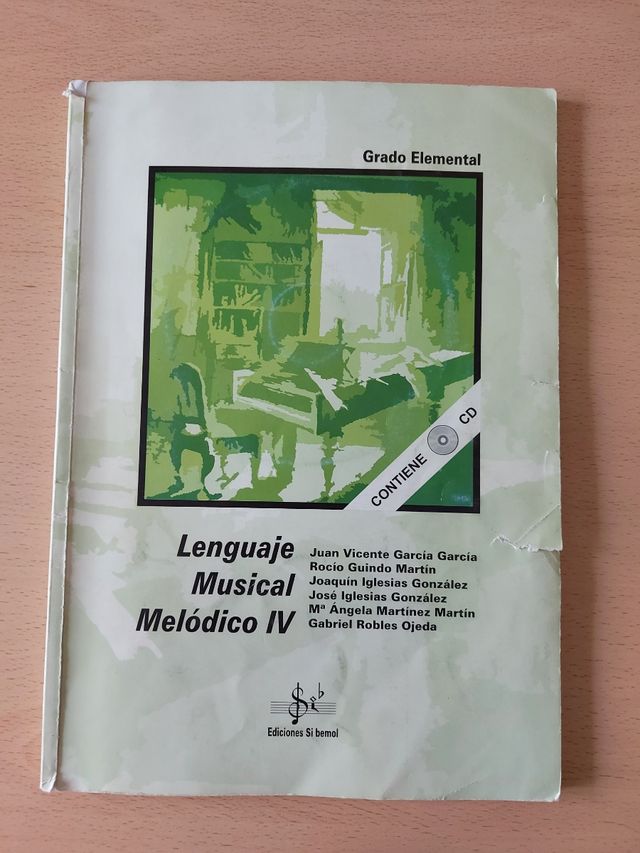 Grado Elemental
CONTIENE CD
Lenguaje
Musical
Melódico IV
Juan Vicente García García
Rocío Guindo Martín
Joaquín Iglesias González
José Iglesias González
Mª Ángela Martínez Martín
Gabriel Robles Ojeda
Si b
Ediciones Si bemol